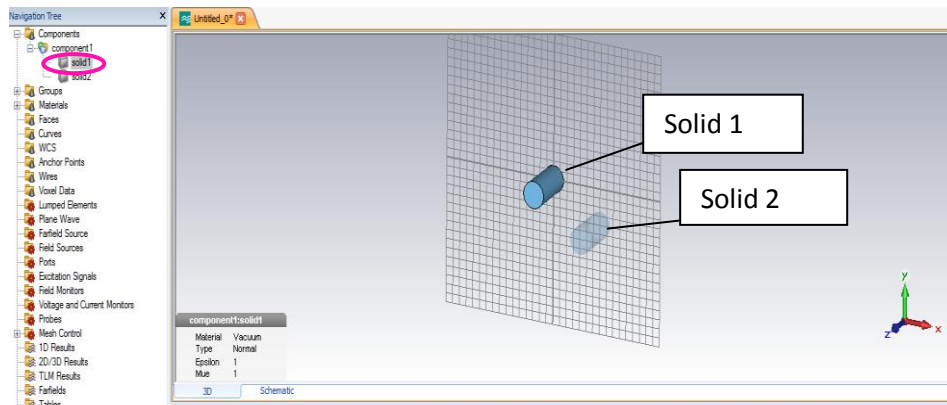 Navigation Tree X
Untitled_0*
Components
component1
solid1
solid2
Groups
Materials
Faces
Curves
WCS
Anchor Points
Wires
Voxel Data
Lumped Elements
Plane Wave
Farfield Source
Field Sources
Ports
Excitation Signals
Field Monitors
Voltage and Current Monitors
Probes
Mesh Control
1D Results
2D/3D Results
TLM Results
Farfields
Tables
Solid 1
Solid 2
component1:solid1
Material Vacuum
Type Normal
Epsilon 1
Mue 1
y
z
x
3D Schematic